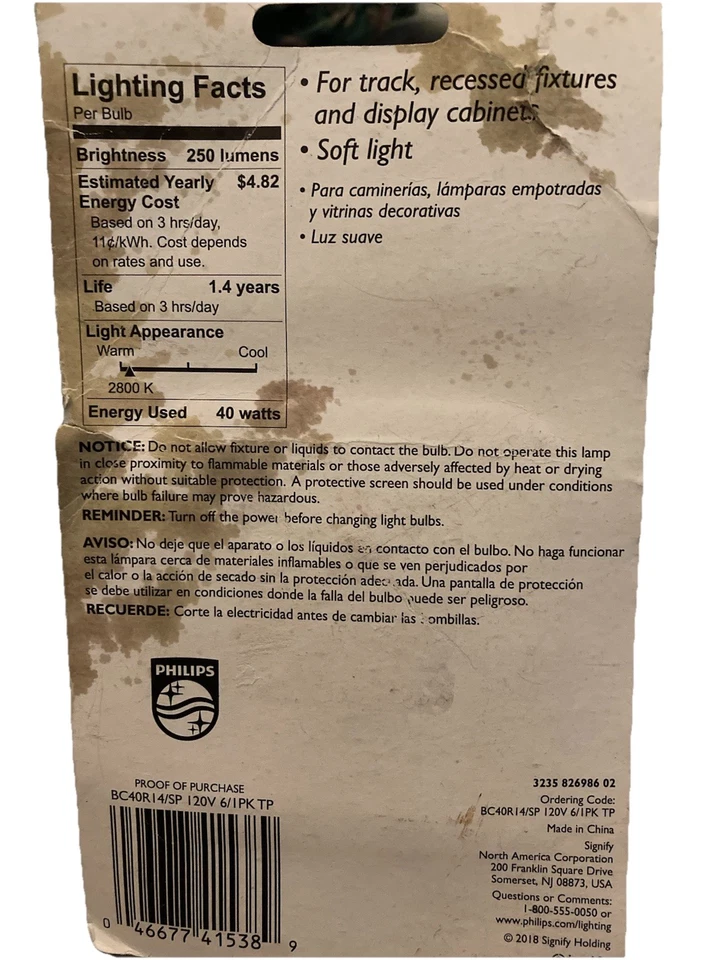 Lighting Facts
Per Bulb
Brightness 250 lumens
Estimated Yearly $4.82
Energy Cost
Based on 3 hrs/day,
11¢/kWh. Cost depends
on rates and use.
Life 1.4 years
Based on 3 hrs/day
Light Appearance
Warm Cool
2800 K
Energy Used 40 watts
• For track, recessed fixtures
and display cabinets
• Soft light
• Para caminerías, lámparas empotradas
y vitrinas decorativas
• Luz suave
NOTICE: Do not allow fixture or liquids to contact the bulb. Do not operate this lamp
in close proximity to flammable materials or those adversely affected by heat or drying
action without suitable protection. A protective screen should be used under conditions
where bulb failure may prove hazardous.
REMINDER: Turn off the power before changing light bulbs.
AVISO: No deje que el aparato o los líquidos en contacto con el bulbo. No haga funcionar
esta lámpara cerca de materiales inflamables o que se ven perjudicados por
el calor o la acción de secado sin la protección adecuada. Una pantalla de protección
se debe utilizar en condiciones donde la falla del bulbo puede ser peligroso.
RECUERDE: Corte la electricidad antes de cambiar las bombillas.
PHILIPS
PROOF OF PURCHASE
BC40R14/SP 120V 6/1PK TP
0 46677 41538 9
3235 826986 02
Ordering Code:
BC40R14/SP 120V 6/1PK TP
Made in China
Signify
North America Corporation
200 Franklin Square Drive
Somerset, NJ 08873, USA
Questions or Comments:
1-800-555-0050 or
www.philips.com/lighting
© 2018 Signify Holding